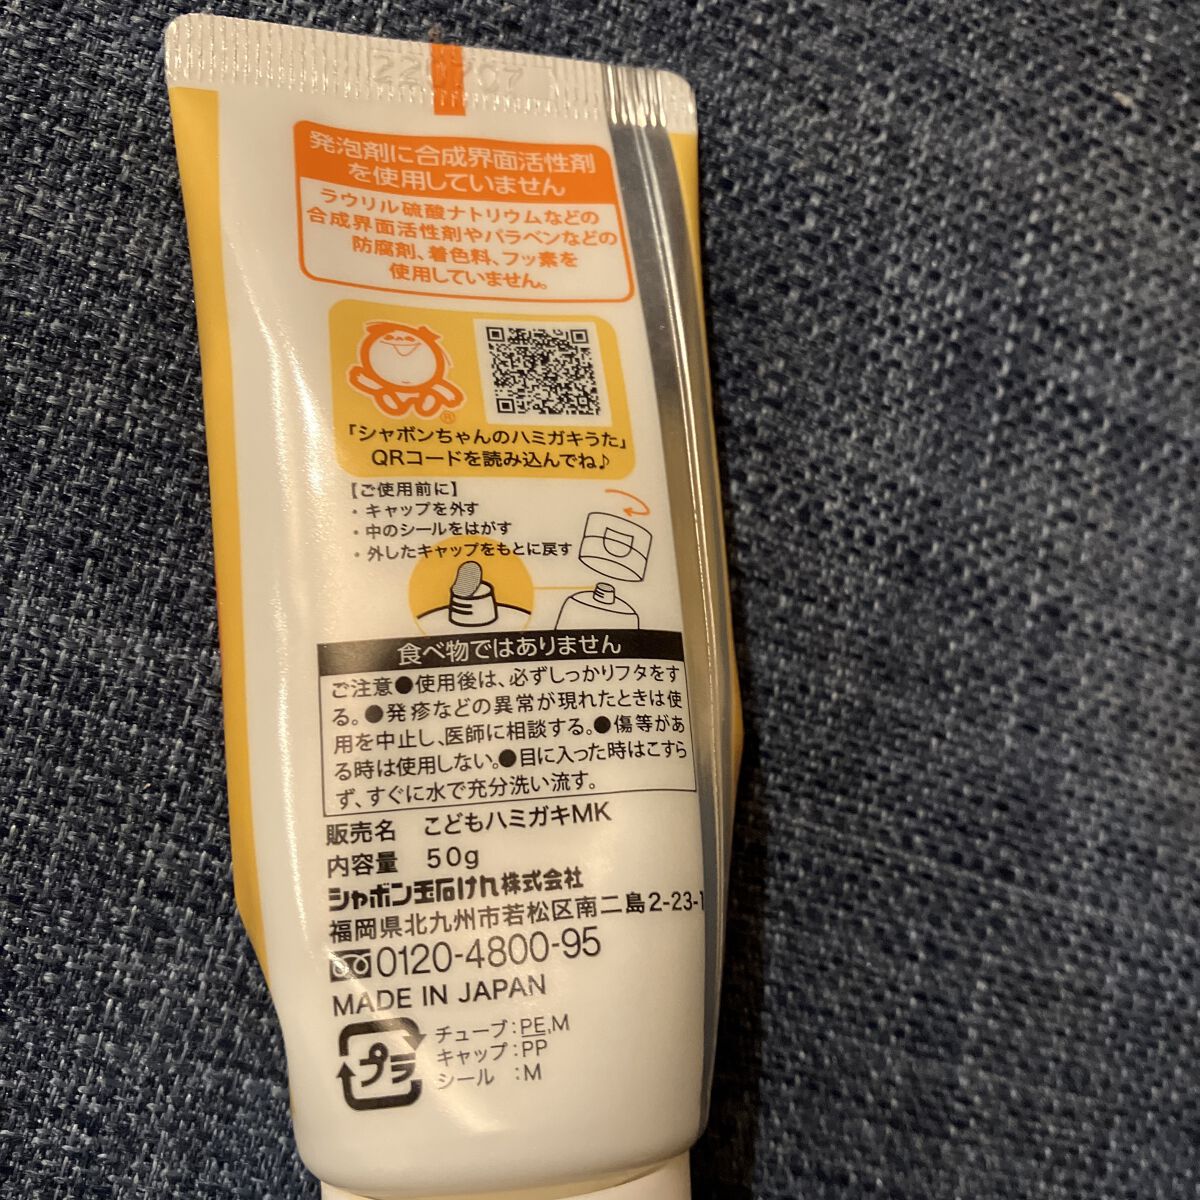 発泡剤に合成界面活性剤
を使用していません
ラウリル硫酸ナトリウムなどの
合成界面活性剤やパラベンなどの
防腐剤、着色料、フッ素を
使用していません。
®
「シャボンちゃんのハミガキうた」
QRコードを読み込んでね♪
【ご使用前に】
・キャップを外す
・中のシールをはがす
・外したキャップをもとに戻す
食べ物ではありません
ご注意●使用後は、必ずしっかりフタをす
る。●発疹などの異常が現れたときは使
用を中止し、医師に相談する。●傷等があ
る時は使用しない。●目に入った時はこすら
ず、すぐに水で充分洗い流す。
販売名 こどもハミガキMK
内容量 50g
シャボン玉石けん株式会社
福岡県北九州市若松区南二島2-23-1
0120-4800-95
MADE IN JAPAN
プラ
チューブ:PE,M
キャップ:PP
シール :M